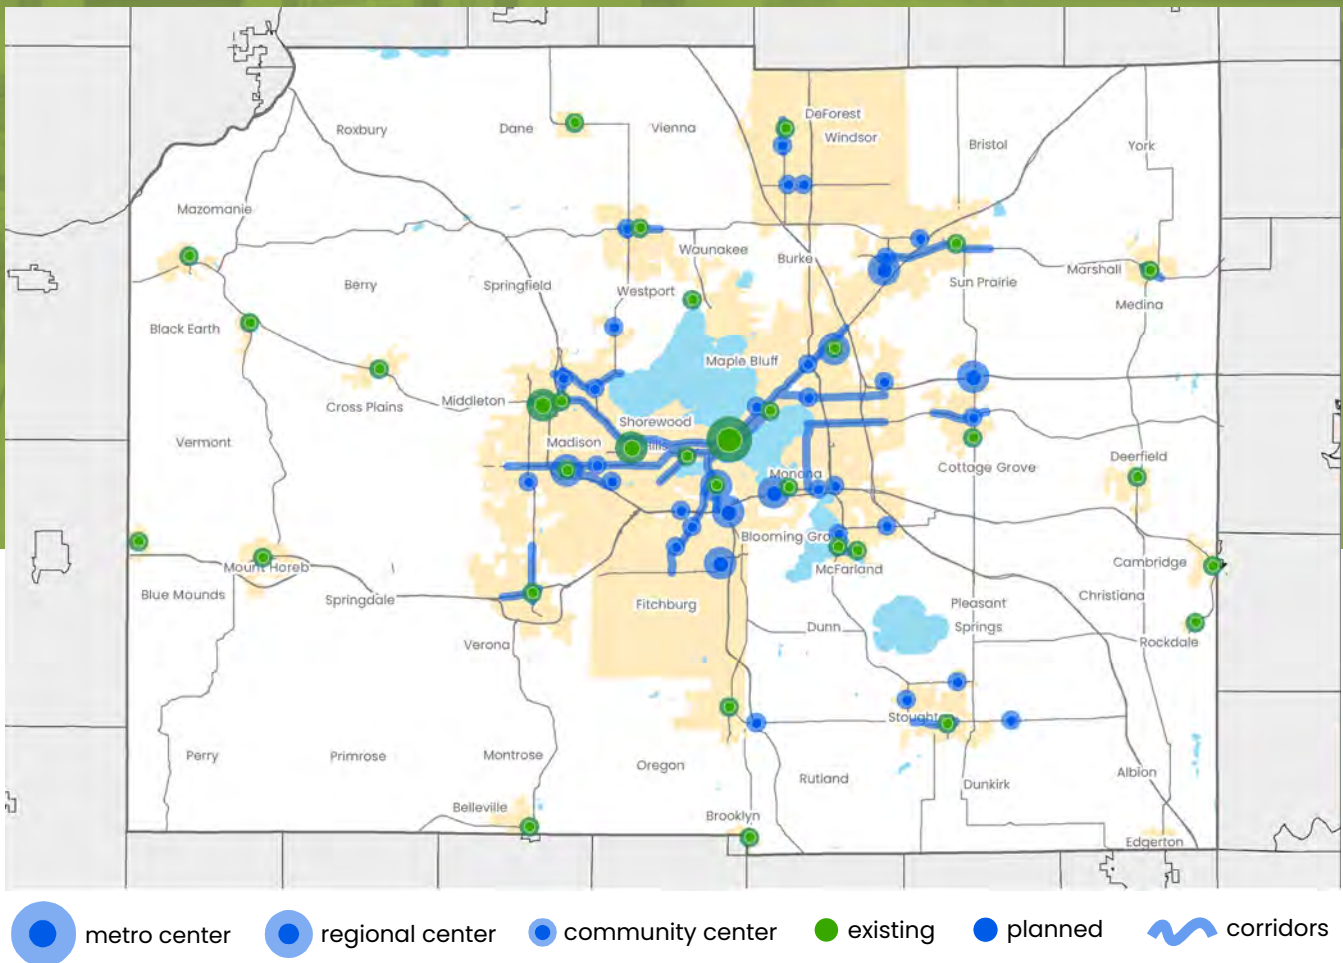 DeForest
Roxbury
Dane
Vienna
Windsor
Bristol
York
Mazomanie
Waunakee
Burke
Marshall
Berry
Springfield
Westport
Sun Prairie
Medina
Black Earth
Maple Bluff
Cross Plains
Middleton
Shorewood
Hills
Vermont
Madison
Monona
Cottage Grove
Deerfield
Blooming Gro
Mount Horeb
McFarland
Cambridge
Blue Mounds
Springdale
Fitchburg
Pleasant
Springs
Christiana
Dunn
Rockdale
Verona
Stought
Perry
Primrose
Montrose
Oregon
Rutland
Dunkirk
Albion
Belleville
Brooklyn
Edgerton
metro center
regional center
community center
existing
planned
corridors